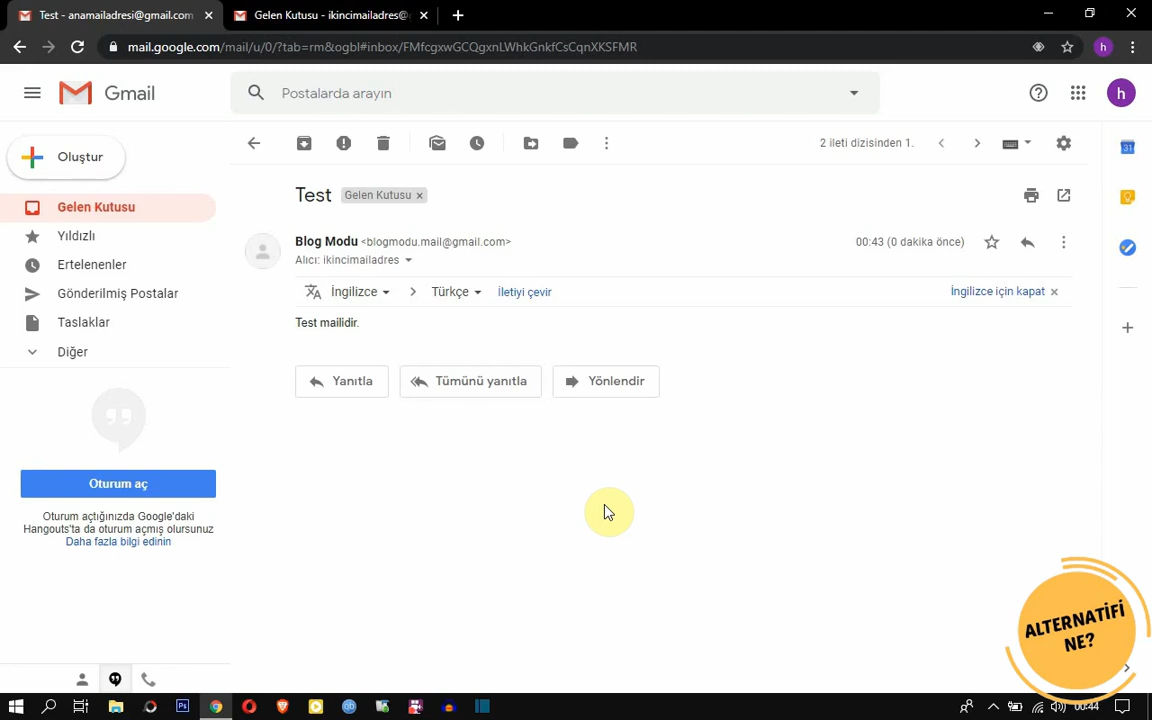 Test - anamailadresi@gmail.com
Gelen Kutusu - ikincimailadres@
mail.google.com/mail/u/0/?tab=rm&ogbl#inbox/FMfcgxwGCQgxnLWhkGnkfCsCqnXKSFMR
h
Gmail
Postalarda arayın
h
Oluştur
2 ileti dizisinden 1.
31
Test
Gelen Kutusu x
Gelen Kutusu
Yıldızlı
Ertelenenler
Gönderilmiş Postalar
Taslaklar
Diğer
Blog Modu <blogmodu.mail@gmail.com>
00:43 (0 dakika önce)
Alıcı: ikincimailadres
İngilizce > Türkçe
İletiyi çevir
İngilizce için kapat x
Test mailidir.
Yanıtla
Tümünü yanıtla
Yönlendir
Oturum aç
Oturum açtığınızda Google'daki
Hangouts'ta da oturum açmış olursunuz
Daha fazla bilgi edinin
ALTERNATİFİ
NE?
Ps
qb
00:44